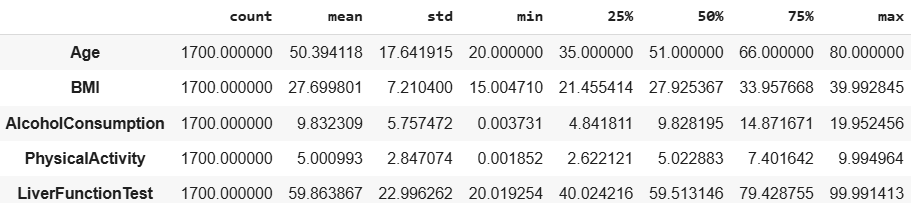 count mean std min 25% 50% 75% max
Age 1700.000000 50.394118 17.641915 20.000000 35.000000 51.000000 66.000000 80.000000
BMI 1700.000000 27.699801 7.210400 15.004710 21.455414 27.925367 33.957668 39.992845
AlcoholConsumption 1700.000000 9.832309 5.757472 0.003731 4.841811 9.828195 14.871671 19.952456
PhysicalActivity 1700.000000 5.000993 2.847074 0.001852 2.622121 5.022883 7.401642 9.994964
LiverFunctionTest 1700.000000 59.863867 22.996262 20.019254 40.024216 59.513146 79.428755 99.991413